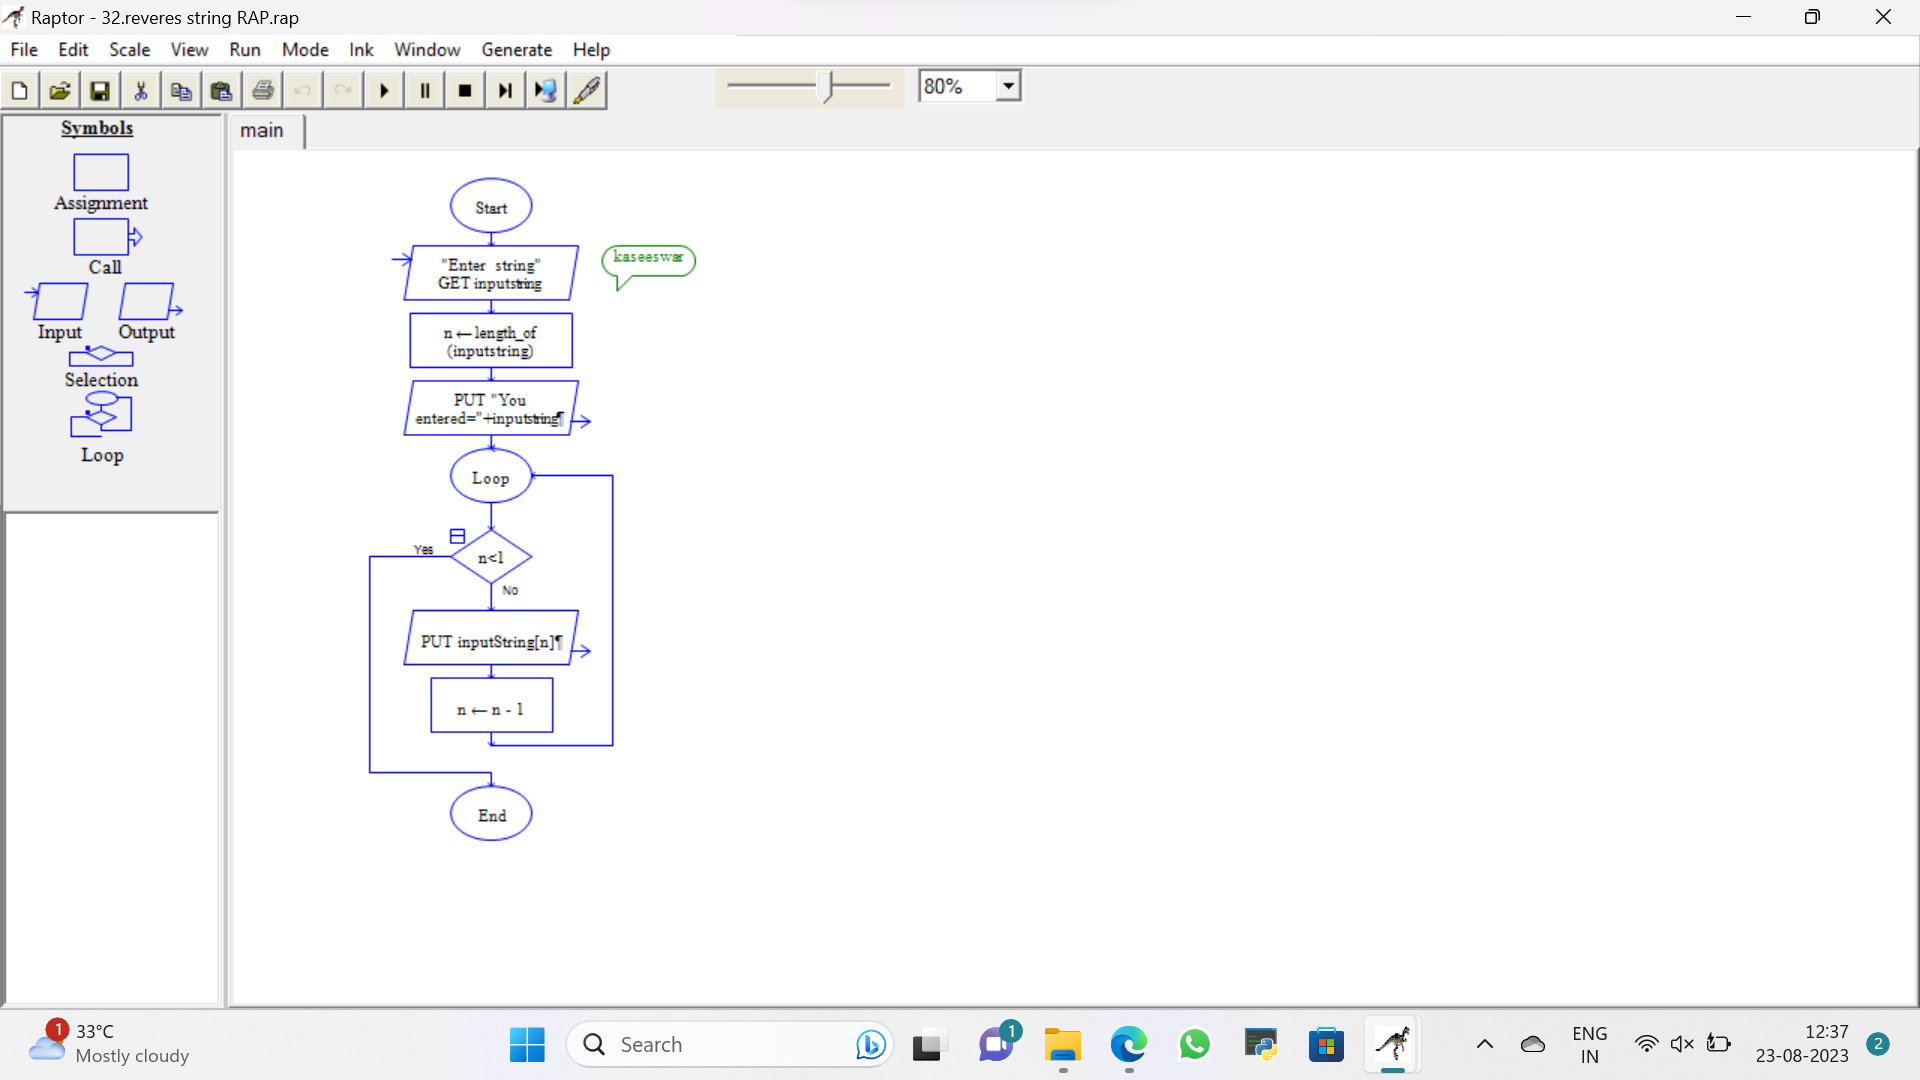 Raptor - 32.reveres string RAP.rap
File Edit Scale View Run Mode Ink Window Generate Help
80%
Symbols
main
Assignment
Call
Input Output
Selection
Loop
Start
"Enter string"
GET inputstring
kaseeswar
n ← length_of
(inputstring)
PUT "You
entered="+inputstring¶
Loop
Yes
n<1
No
PUT inputString[n]¶
n ← n - 1
End
1
33°C
Mostly cloudy
Search
1
ENG
IN
12:37
23-08-2023
2